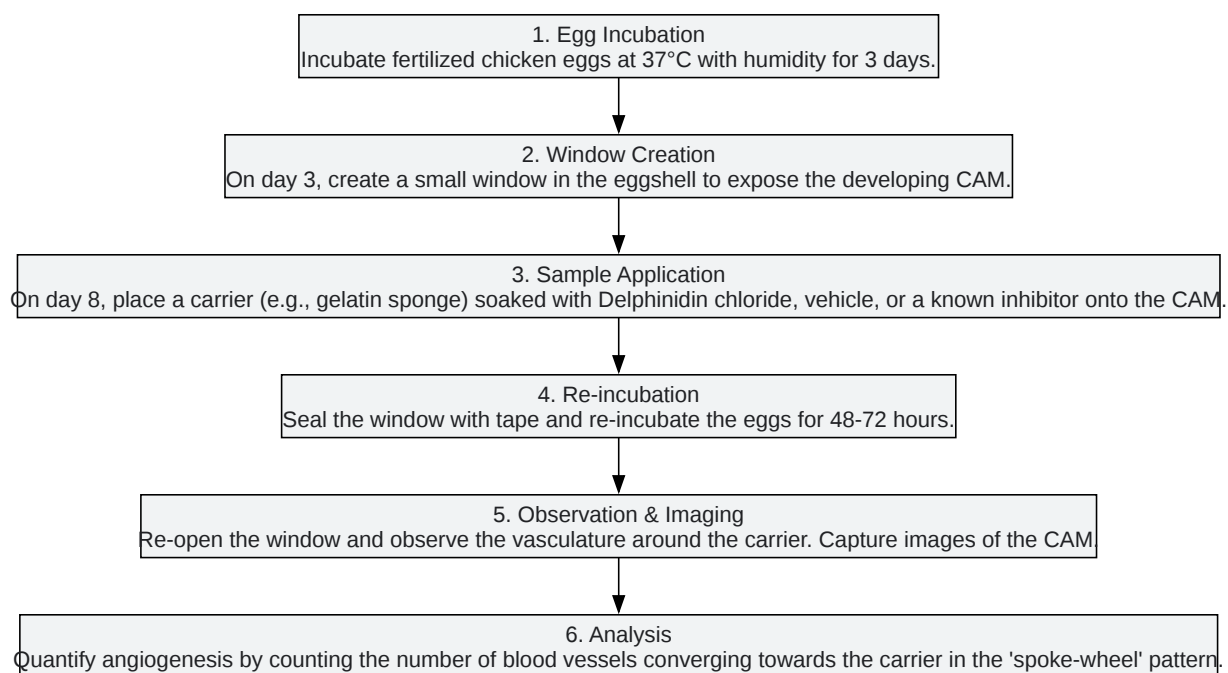 1. Egg Incubation
Incubate fertilized chicken eggs at 37°C with humidity for 3 days.
2. Window Creation
On day 3, create a small window in the eggshell to expose the developing CAM.
3. Sample Application
On day 8, place a carrier (e.g., gelatin sponge) soaked with Delphinidin chloride, vehicle, or a known inhibitor onto the CAM.
4. Re-incubation
Seal the window with tape and re-incubate the eggs for 48-72 hours.
5. Observation & Imaging
Re-open the window and observe the vasculature around the carrier. Capture images of the CAM.
6. Analysis
Quantify angiogenesis by counting the number of blood vessels converging towards the carrier in the 'spoke-wheel' pattern.